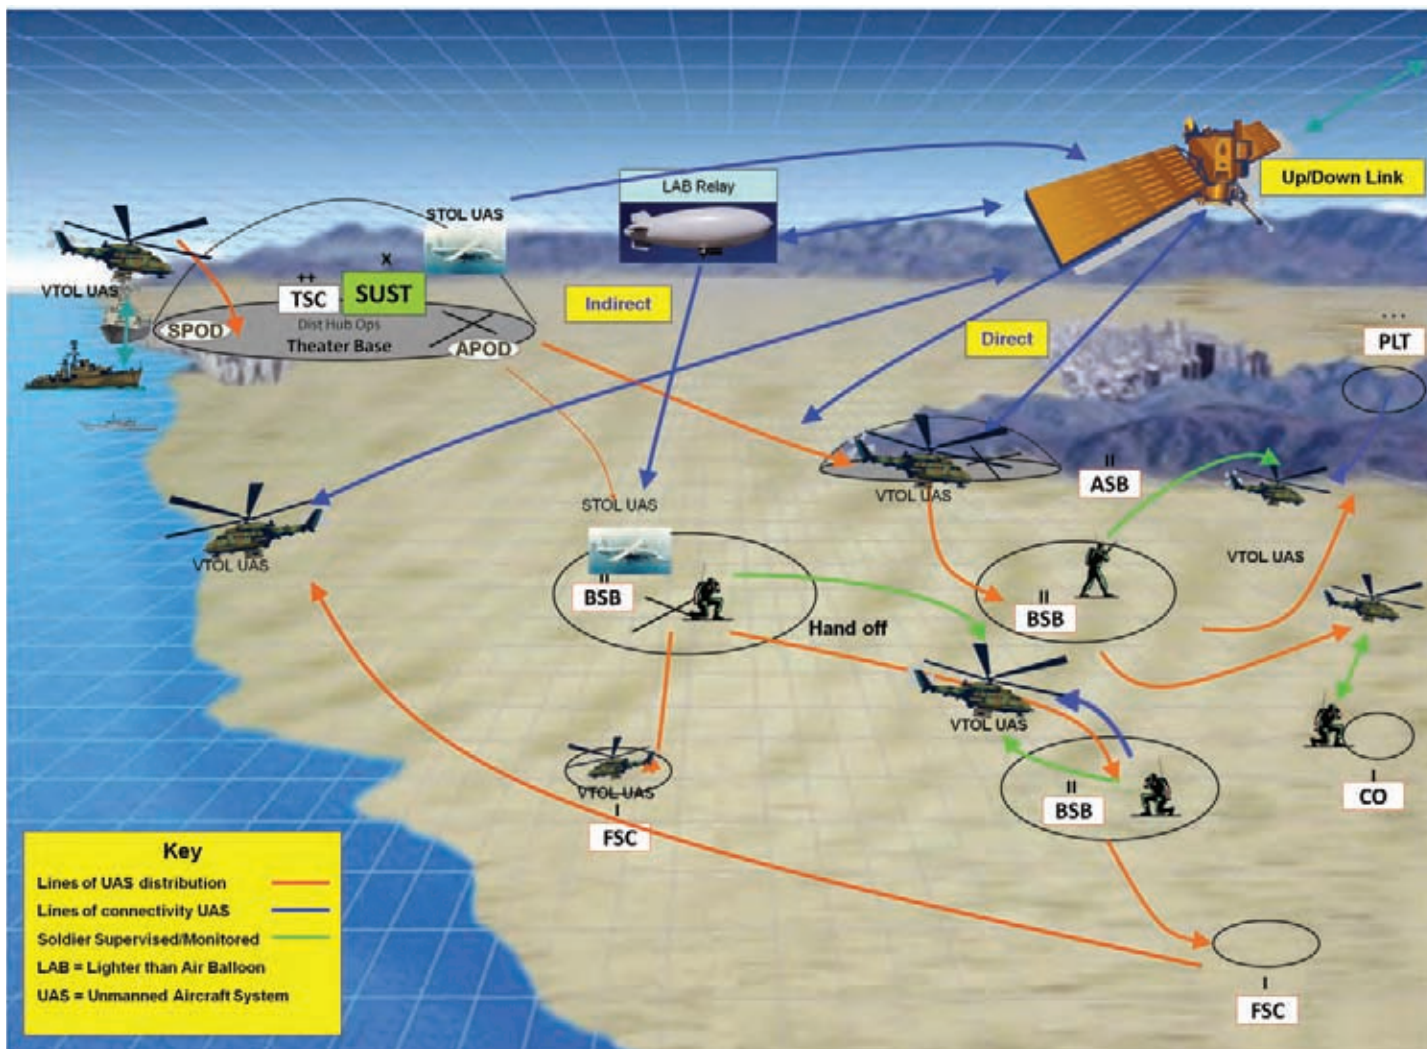 LAB Relay
Up/Down Link
STOL UAS
X
VTOL UAS
++
TSC
SUST
Indirect
SPOD
Dist Hub Ops
Theater Base
APOD
Direct
...
PLT
II
ASB
VTOL UAS
STOL UAS
VTOL UAS
VTOL UAS
II
BSB
II
BSB
Hand off
VTOL UAS
VTOL UAS
I
FSC
II
BSB
I
CO
Key
Lines of UAS distribution
Lines of connectivity UAS
Soldier Supervised/Monitored
LAB = Lighter than Air Balloon
UAS = Unmanned Aircraft System
I
FSC